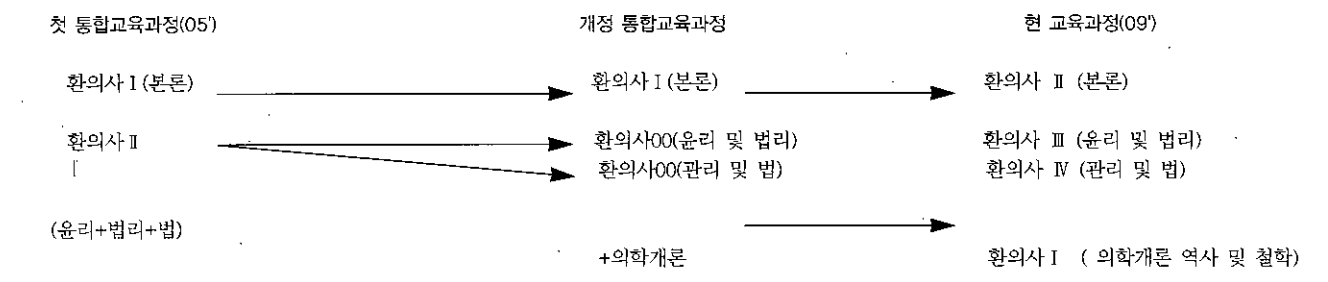 첫 통합교육과정(05') 개정 통합교육과정 현 교육과정(09')
환의사 I (본론) 환의사 I (본론) 환의사 Ⅱ (본론)
환의사 Ⅱ 환의사00(윤리 및 법리) 환의사 Ⅲ (윤리 및 법리)
환의사00(관리 및 법) 환의사 Ⅳ (관리 및 법)
(윤리+법리+법)
+의학개론 환의사 I ( 의학개론 역사 및 철학)